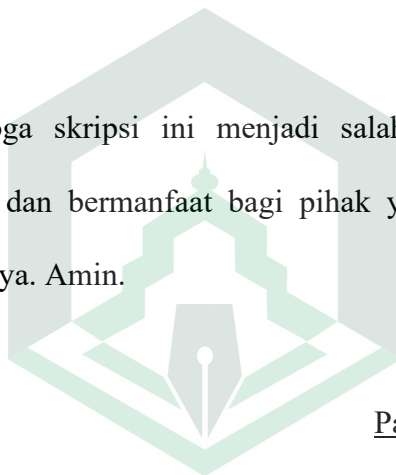 oga skripsi ini menjadi salah
dan bermanfaat bagi pihak y
ya. Amin.
Pa